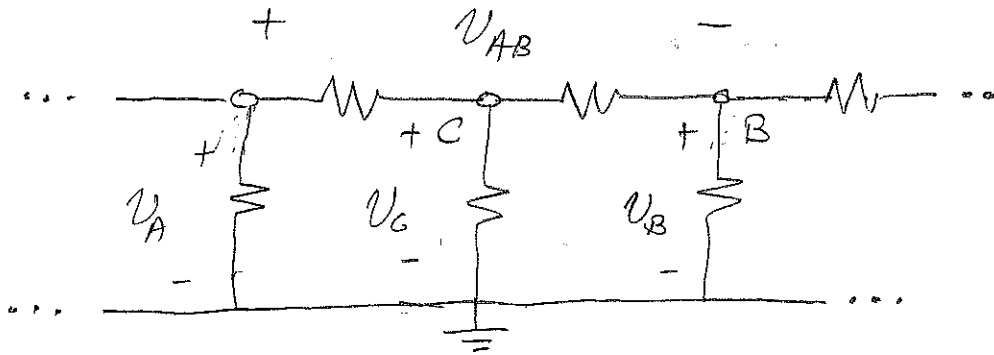 + V_AB −
... ...
+ + C + B
V_A V_C V_B
− − −
... ...